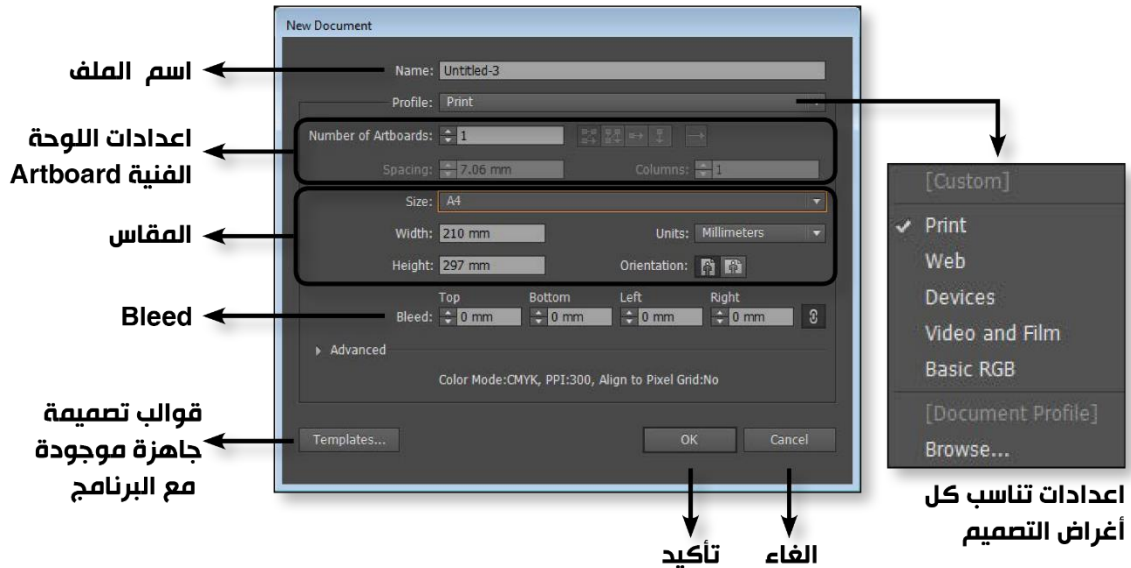 New Document
اسم الملف
Name: Untitled-3
Profile: Print
اعدادات اللوحة
الفنية Artboard
Number of Artboards: 1
Spacing: 7.06 mm Columns: 1
المقاس
Size: A4
Width: 210 mm Units: Millimeters
Height: 297 mm Orientation:
Top Bottom Left Right
Bleed
Bleed: 0 mm 0 mm 0 mm 0 mm
Advanced
Color Mode:CMYK, PPI:300, Align to Pixel Grid:No
قوالب تصميمة
جاهزة موجودة
مع البرنامج
Templates... OK Cancel
تأكيد
الغاء
[Custom]
Print
Web
Devices
Video and Film
Basic RGB
[Document Profile]
Browse...
اعدادات تناسب كل
أغراض التصميم